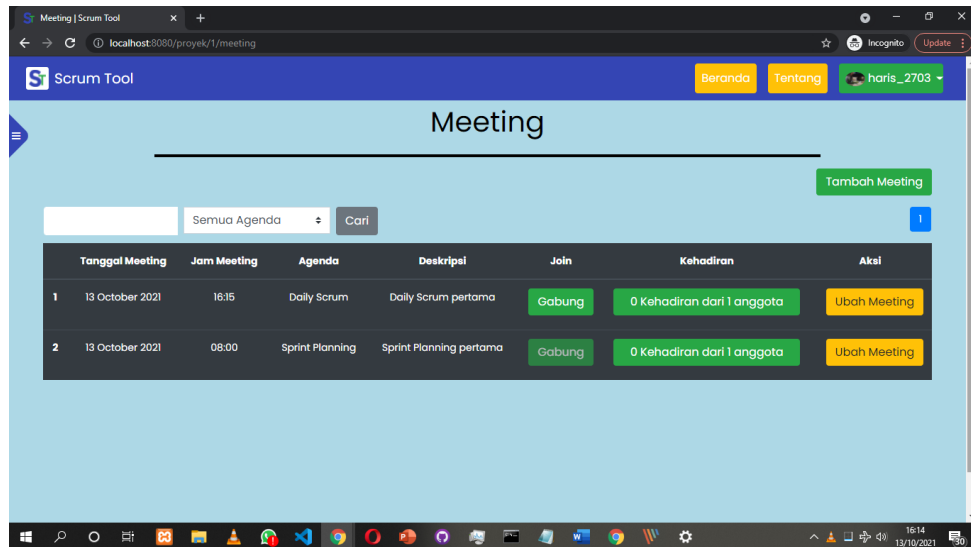 Meeting | Scrum Tool
localhost:8080/proyek/1/meeting
Incognito
Update
ST Scrum Tool
Beranda
Tentang
haris_2703
Meeting
Tambah Meeting
Semua Agenda
Cari
1
Tanggal Meeting Jam Meeting Agenda Deskripsi Join Kehadiran Aksi
1 13 October 2021 16:15 Daily Scrum Daily Scrum pertama Gabung 0 Kehadiran dari 1 anggota Ubah Meeting
2 13 October 2021 08:00 Sprint Planning Sprint Planning pertama Gabung 0 Kehadiran dari 1 anggota Ubah Meeting
16:14
13/10/2021
30